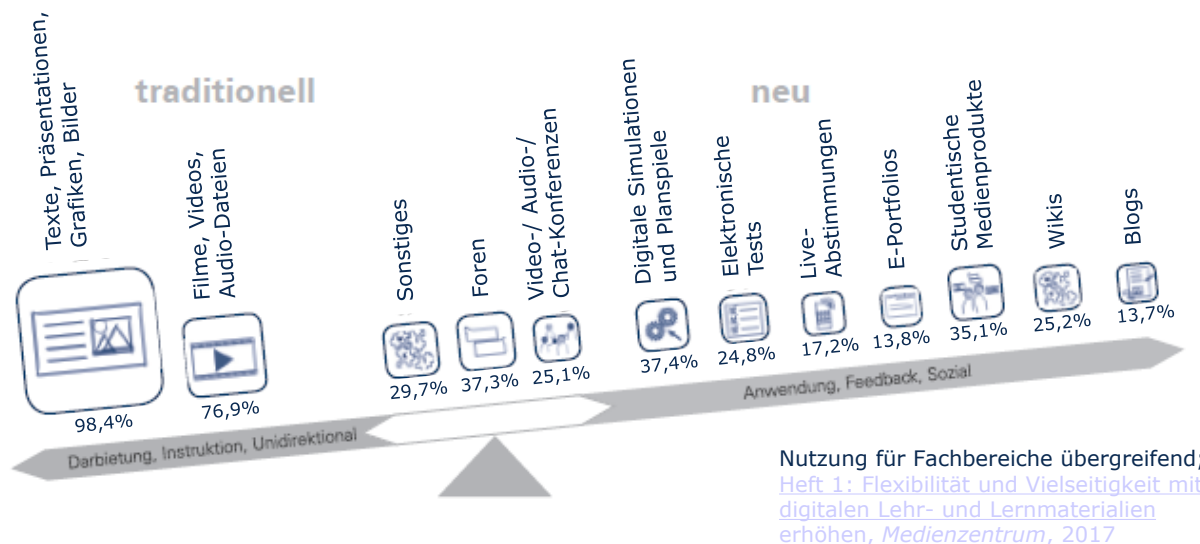 traditionell
neu
Texte, Präsentationen,
Grafiken, Bilder
98,4%
Filme, Videos,
Audio-Dateien
76,9%
Sonstiges
29,7%
Foren
37,3%
Video-/ Audio-/
Chat-Konferenzen
25,1%
Digitale Simulationen
und Planspiele
37,4%
Elektronische
Tests
24,8%
Live-
Abstimmungen
17,2%
E-Portfolios
13,8%
Studentische
Medienprodukte
35,1%
Wikis
25,2%
Blogs
13,7%
Darbietung, Instruktion, Unidirektional
Anwendung, Feedback, Sozial
Nutzung für Fachbereiche übergreifend;
Heft 1: Flexibilität und Vielseitigkeit mit
digitalen Lehr- und Lernmaterialien
erhöhen, Medienzentrum, 2017